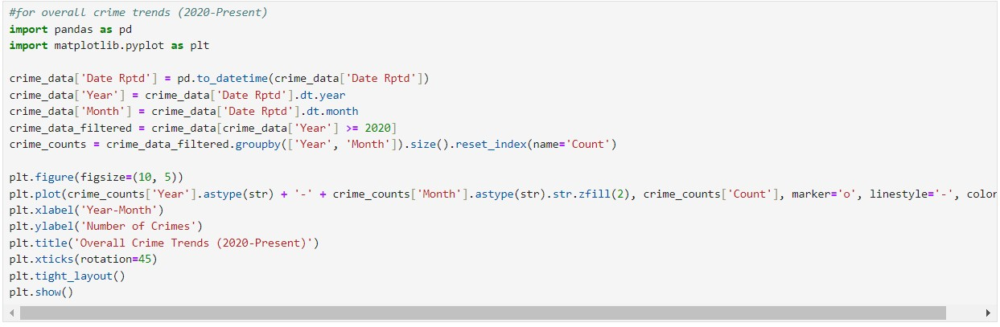 #for overall crime trends (2020-Present)
import pandas as pd
import matplotlib.pyplot as plt

crime_data['Date Rptd'] = pd.to_datetime(crime_data['Date Rptd'])
crime_data['Year'] = crime_data['Date Rptd'].dt.year
crime_data['Month'] = crime_data['Date Rptd'].dt.month
crime_data_filtered = crime_data[crime_data['Year'] >= 2020]
crime_counts = crime_data_filtered.groupby(['Year', 'Month']).size().reset_index(name='Count')

plt.figure(figsize=(10, 5))
plt.plot(crime_counts['Year'].astype(str) + '-' + crime_counts['Month'].astype(str).str.zfill(2), crime_counts['Count'], marker='o', linestyle='-', color
plt.xlabel('Year-Month')
plt.ylabel('Number of Crimes')
plt.title('Overall Crime Trends (2020-Present)')
plt.xticks(rotation=45)
plt.tight_layout()
plt.show()